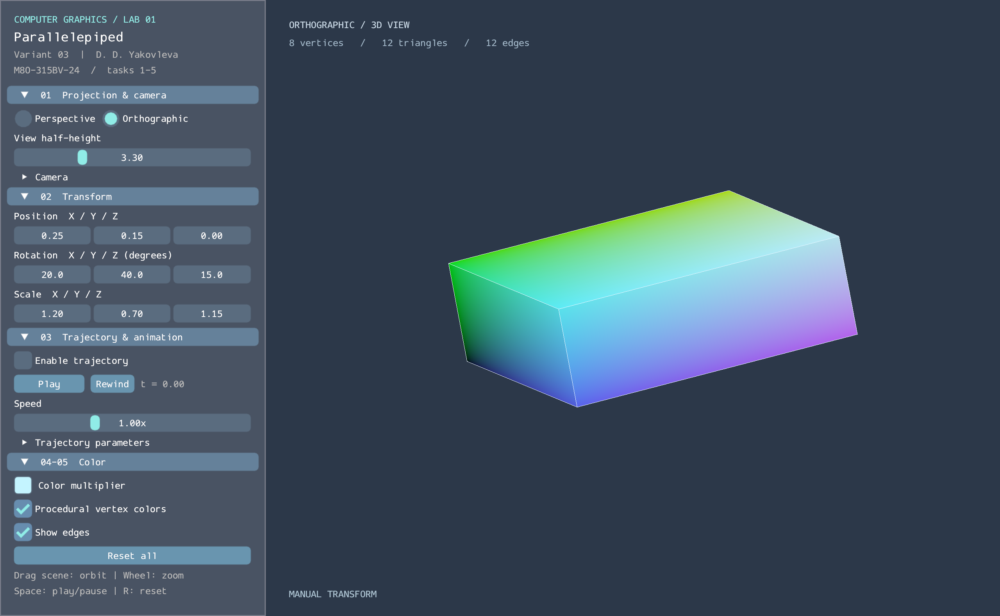 COMPUTER GRAPHICS / LAB 01
Parallelepiped
Variant 03 | D. D. Yakovleva
M80-315BV-24 / tasks 1-5
01 Projection & camera
Perspective Orthographic
View half-height
3.30
Camera
02 Transform
Position X / Y / Z
0.25 0.15 0.00
Rotation X / Y / Z (degrees)
20.0 40.0 15.0
Scale X / Y / Z
1.20 0.70 1.15
03 Trajectory & animation
Enable trajectory
Play Rewind t = 0.00
Speed
1.00x
Trajectory parameters
04-05 Color
Color multiplier
Procedural vertex colors
Show edges
Reset all
Drag scene: orbit | Wheel: zoom
Space: play/pause | R: reset
ORTHOGRAPHIC / 3D VIEW
8 vertices / 12 triangles / 12 edges
MANUAL TRANSFORM